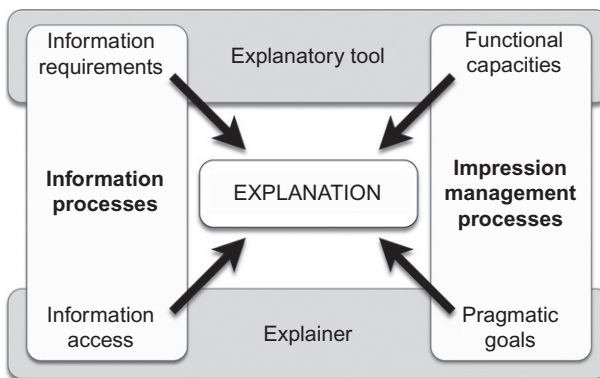 Information
requirements
Explanatory tool
Functional
capacities
Information
processes
EXPLANATION
Impression
management
processes
Information
access
Explainer
Pragmatic
goals